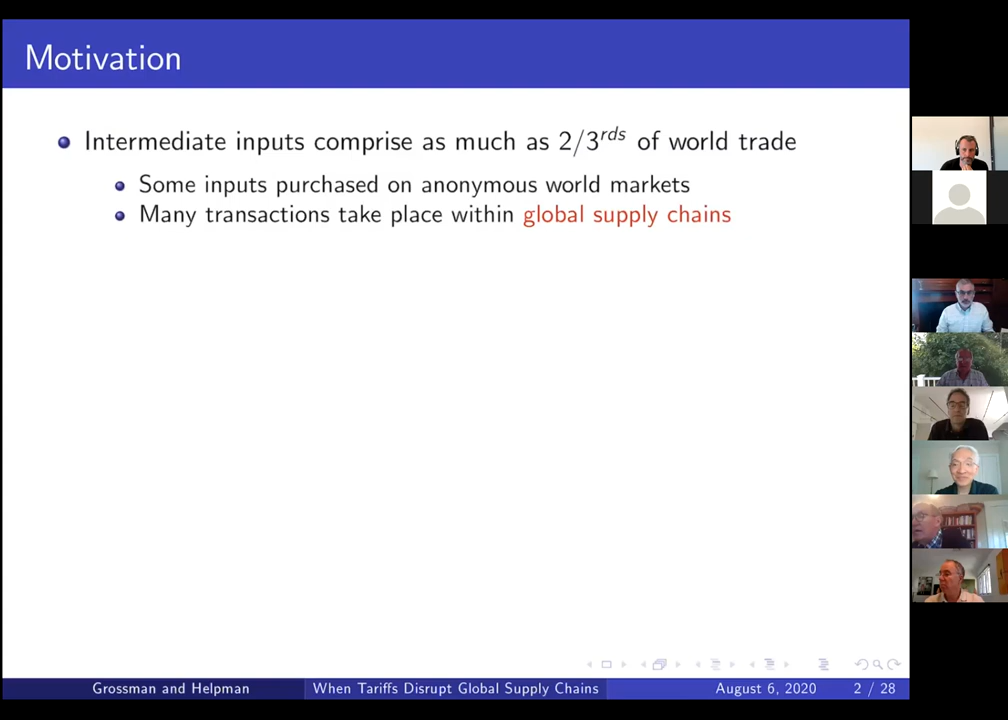 Motivation
Intermediate inputs comprise as much as 2/3rds of world trade
Some inputs purchased on anonymous world markets
Many transactions take place within global supply chains
Grossman and Helpman
When Tariffs Disrupt Global Supply Chains
August 6, 2020
2 / 28